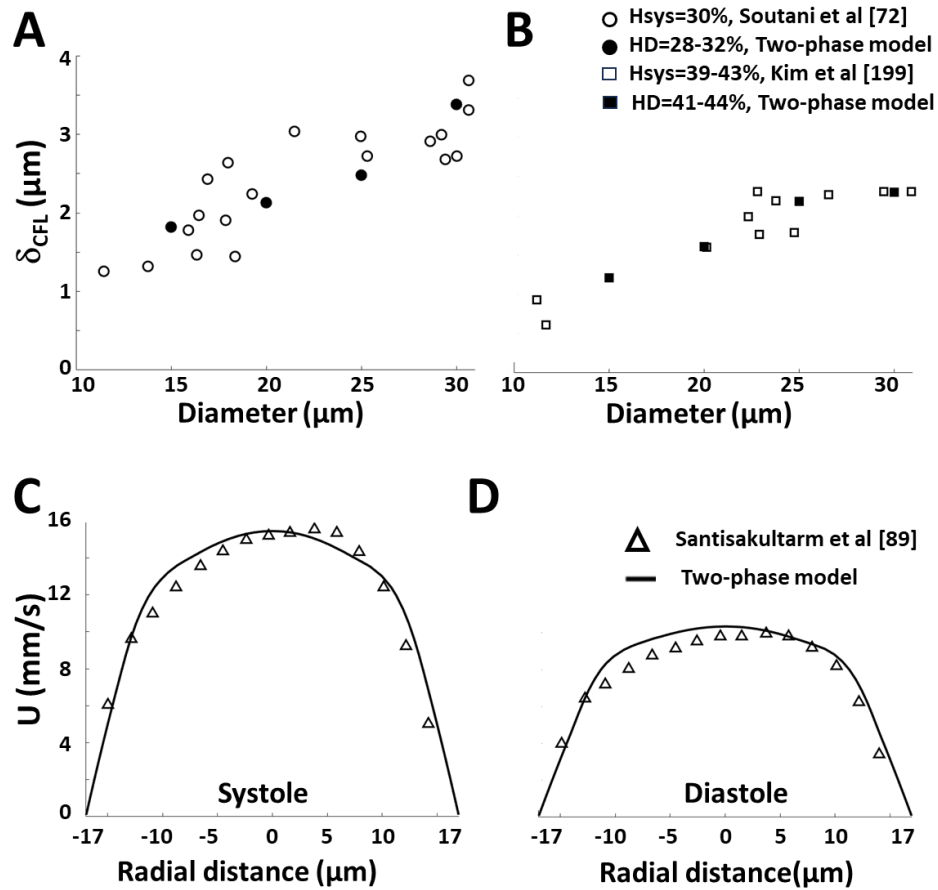 A
B
Hsys=30%, Soutani et al [72]
HD=28-32%, Two-phase model
Hsys=39-43%, Kim et al [199]
HD=41-44%, Two-phase model
4
3
2
1
0
δCFL (μm)
10 15 20 25 30
Diameter (μm)
10 15 20 25 30
Diameter (μm)
C
D
16
12
8
4
0
U (mm/s)
Systole
-17 -10 -5 0 5 10 17
Radial distance (μm)
Santisakultarm et al [89]
Two-phase model
Diastole
-17 -10 -5 0 5 10 17
Radial distance(μm)